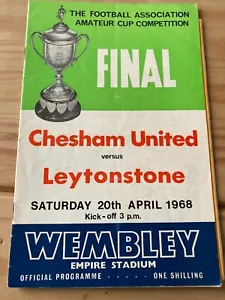 THE FOOTBALL ASSOCIATION
AMATEUR CUP COMPETITION
FINAL
Chesham United
versus
Leytonstone
SATURDAY 20th APRIL 1968
Kick-off 3 p.m.
WEMBLEY
EMPIRE STADIUM
OFFICIAL PROGRAMME ..... ONE SHILLING